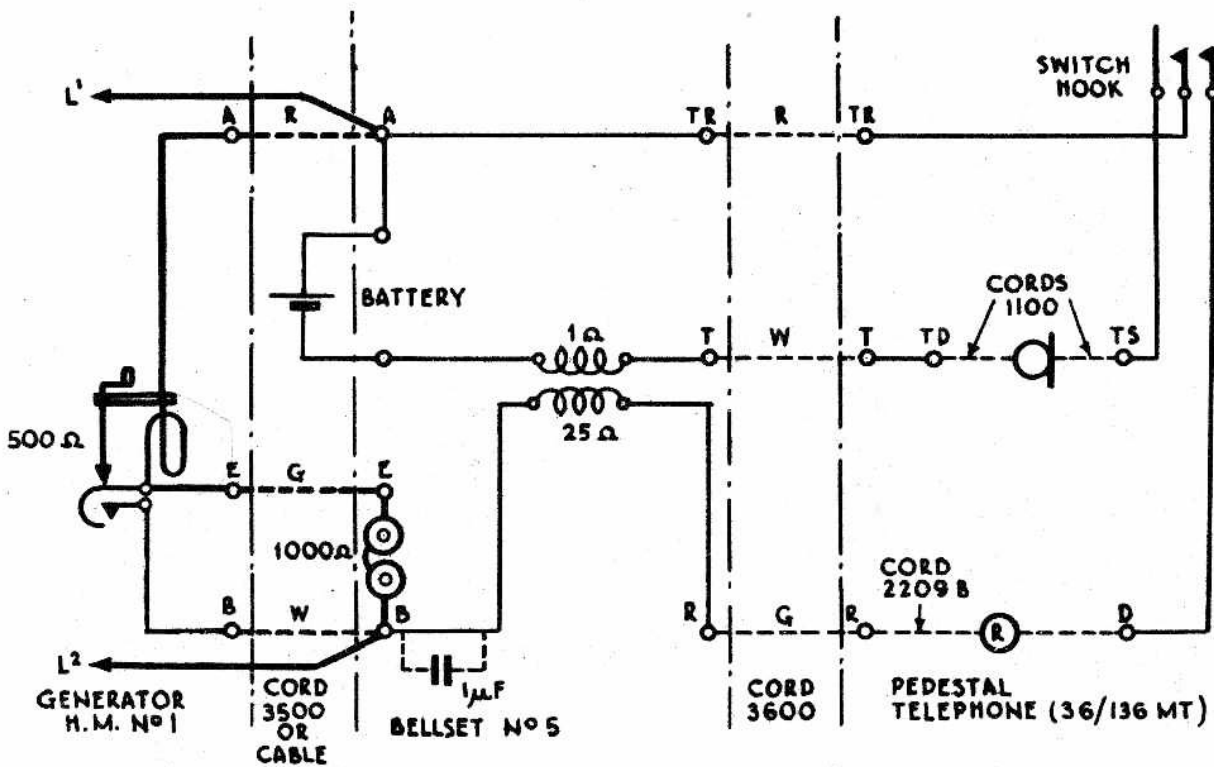 SWITCH
HOOK
L1
A R A TR R TR
BATTERY
CORDS
1100
1Ω
T W T TD TS
25Ω
500Ω
E G E
1000Ω
CORD
2209 B
B W B R G R R D
L2
1μF
GENERATOR
H.M. No 1
CORD
3500
OR
CABLE
BELLSET No 5
CORD
3600
PEDESTAL
TELEPHONE (36/136 MT)